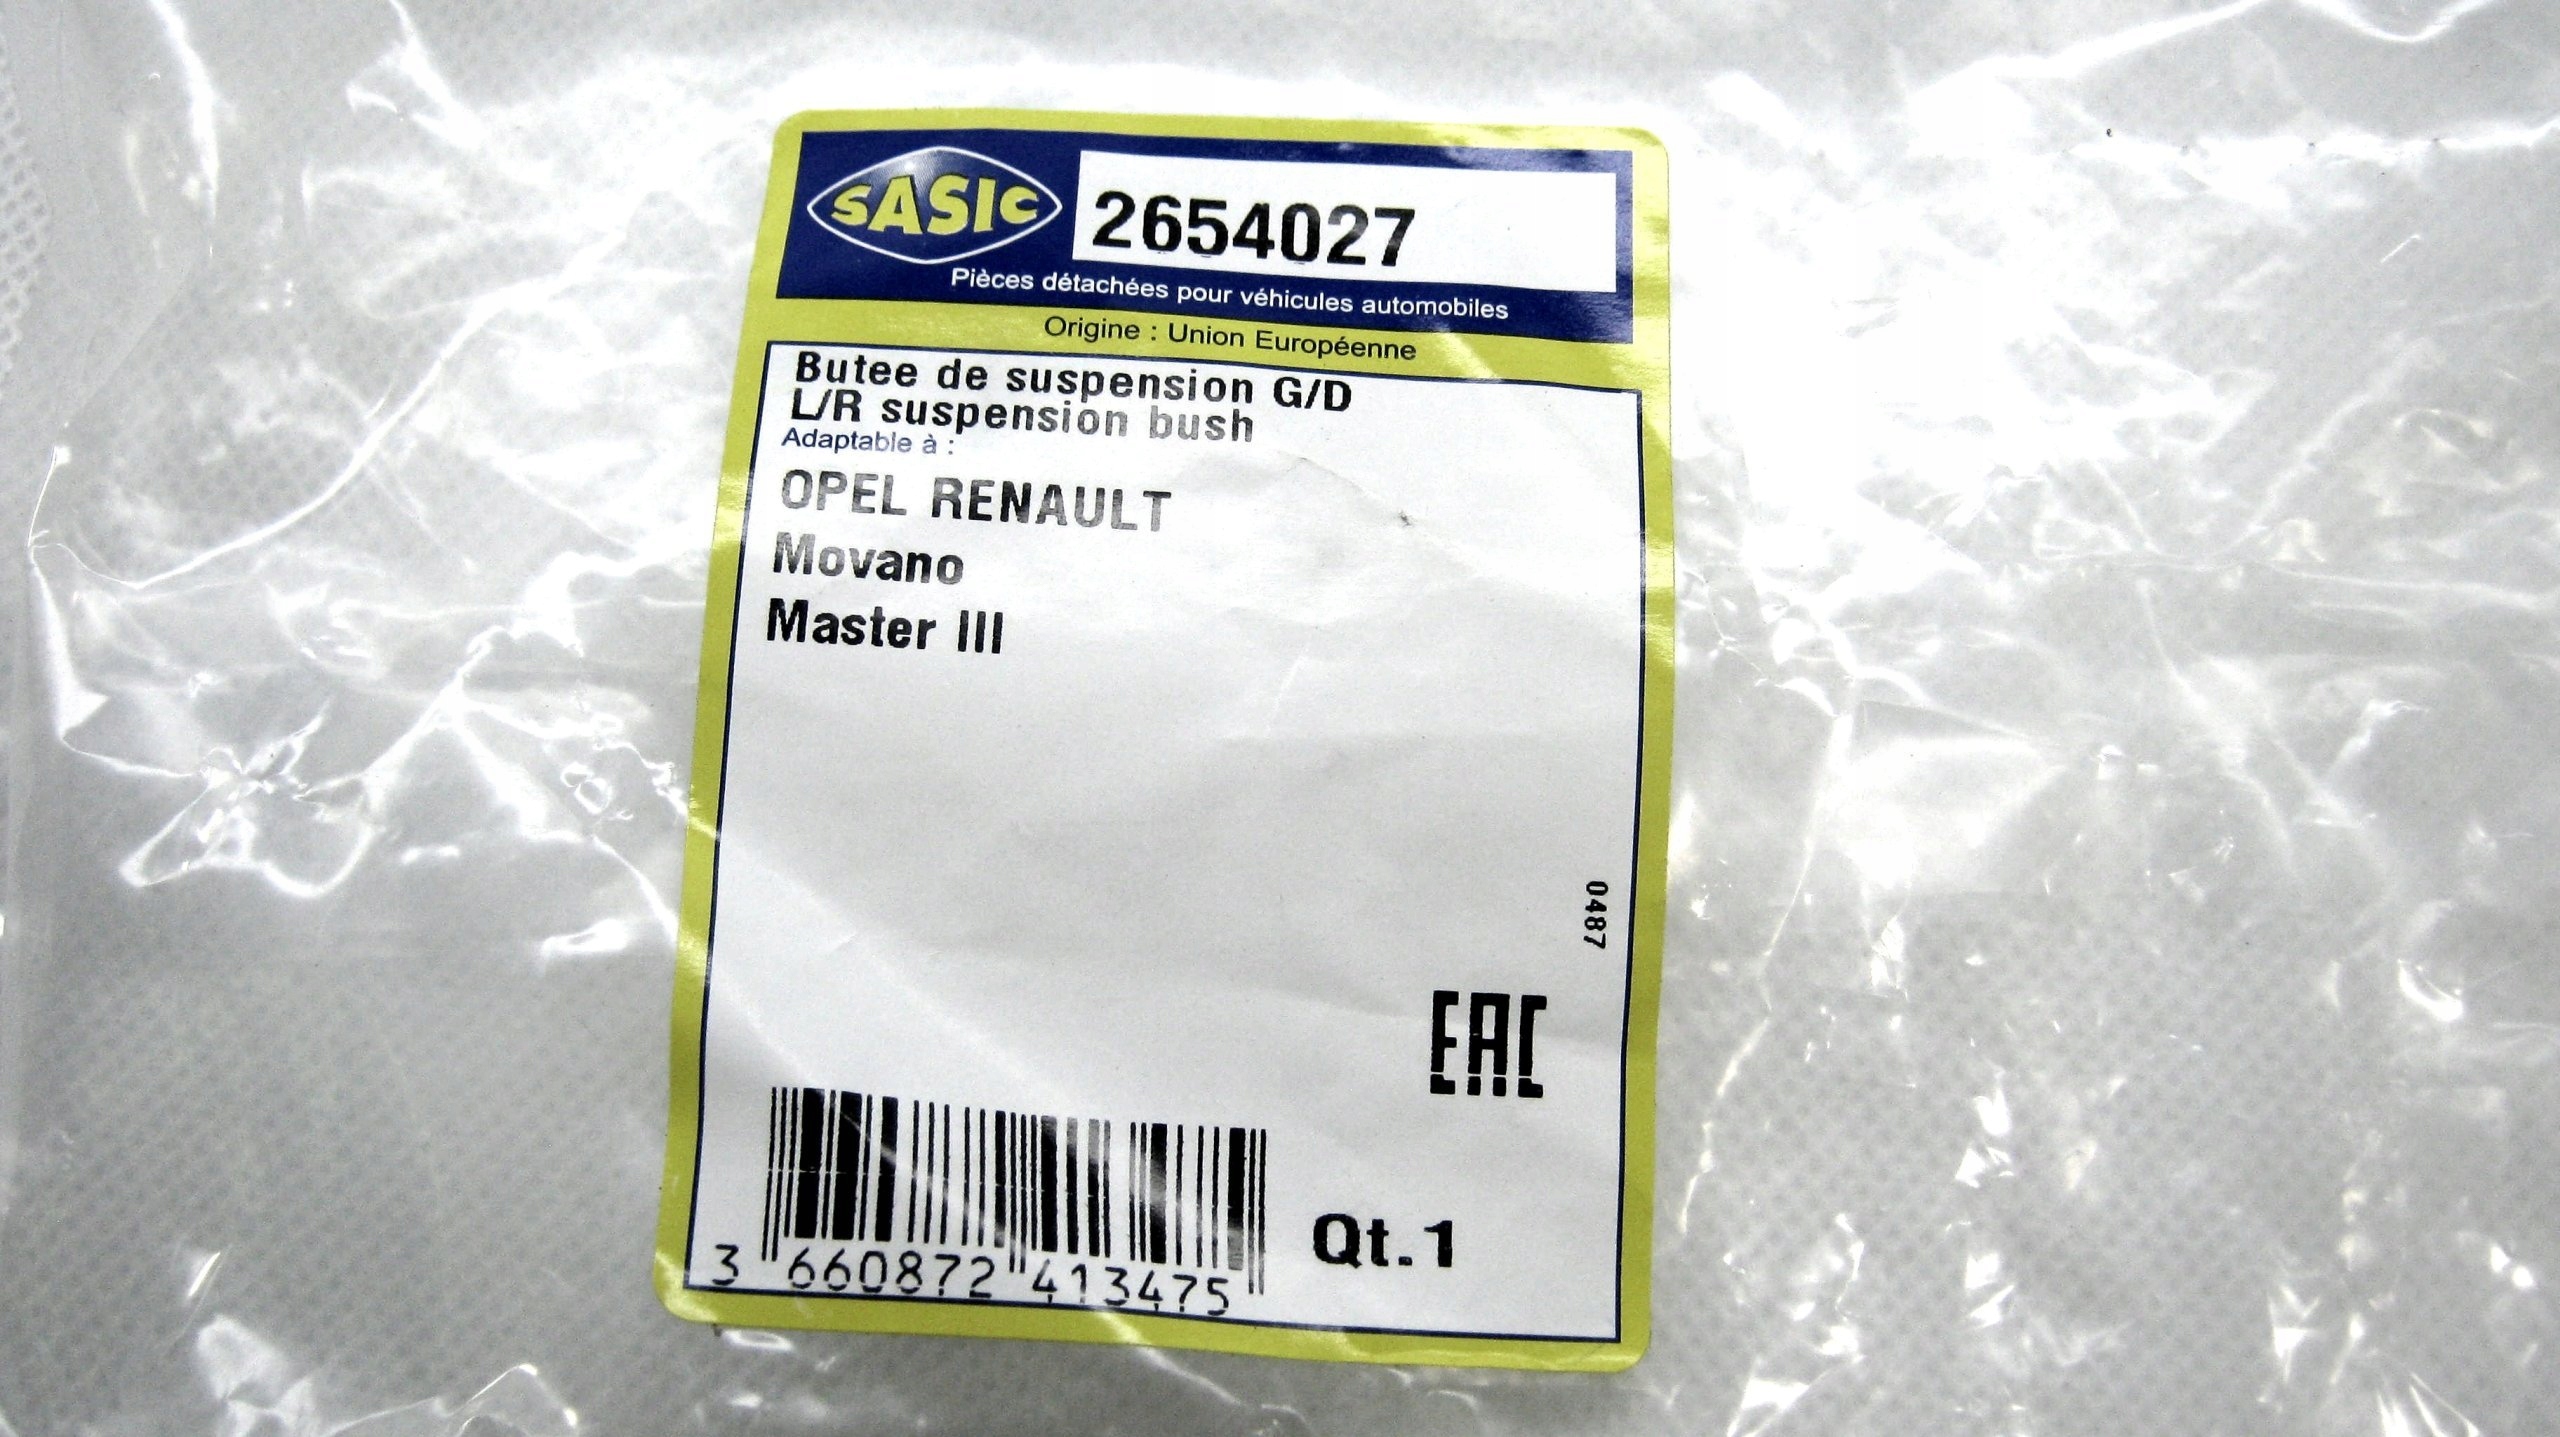 SASIC
2654027
Pièces détachées pour véhicules automobiles
Origine : Union Européenne
Butee de suspension G/D
L/R suspension bush
Adaptable à :
OPEL RENAULT
Movano
Master III
0487
EAC
3 660872 413475
Qt.1